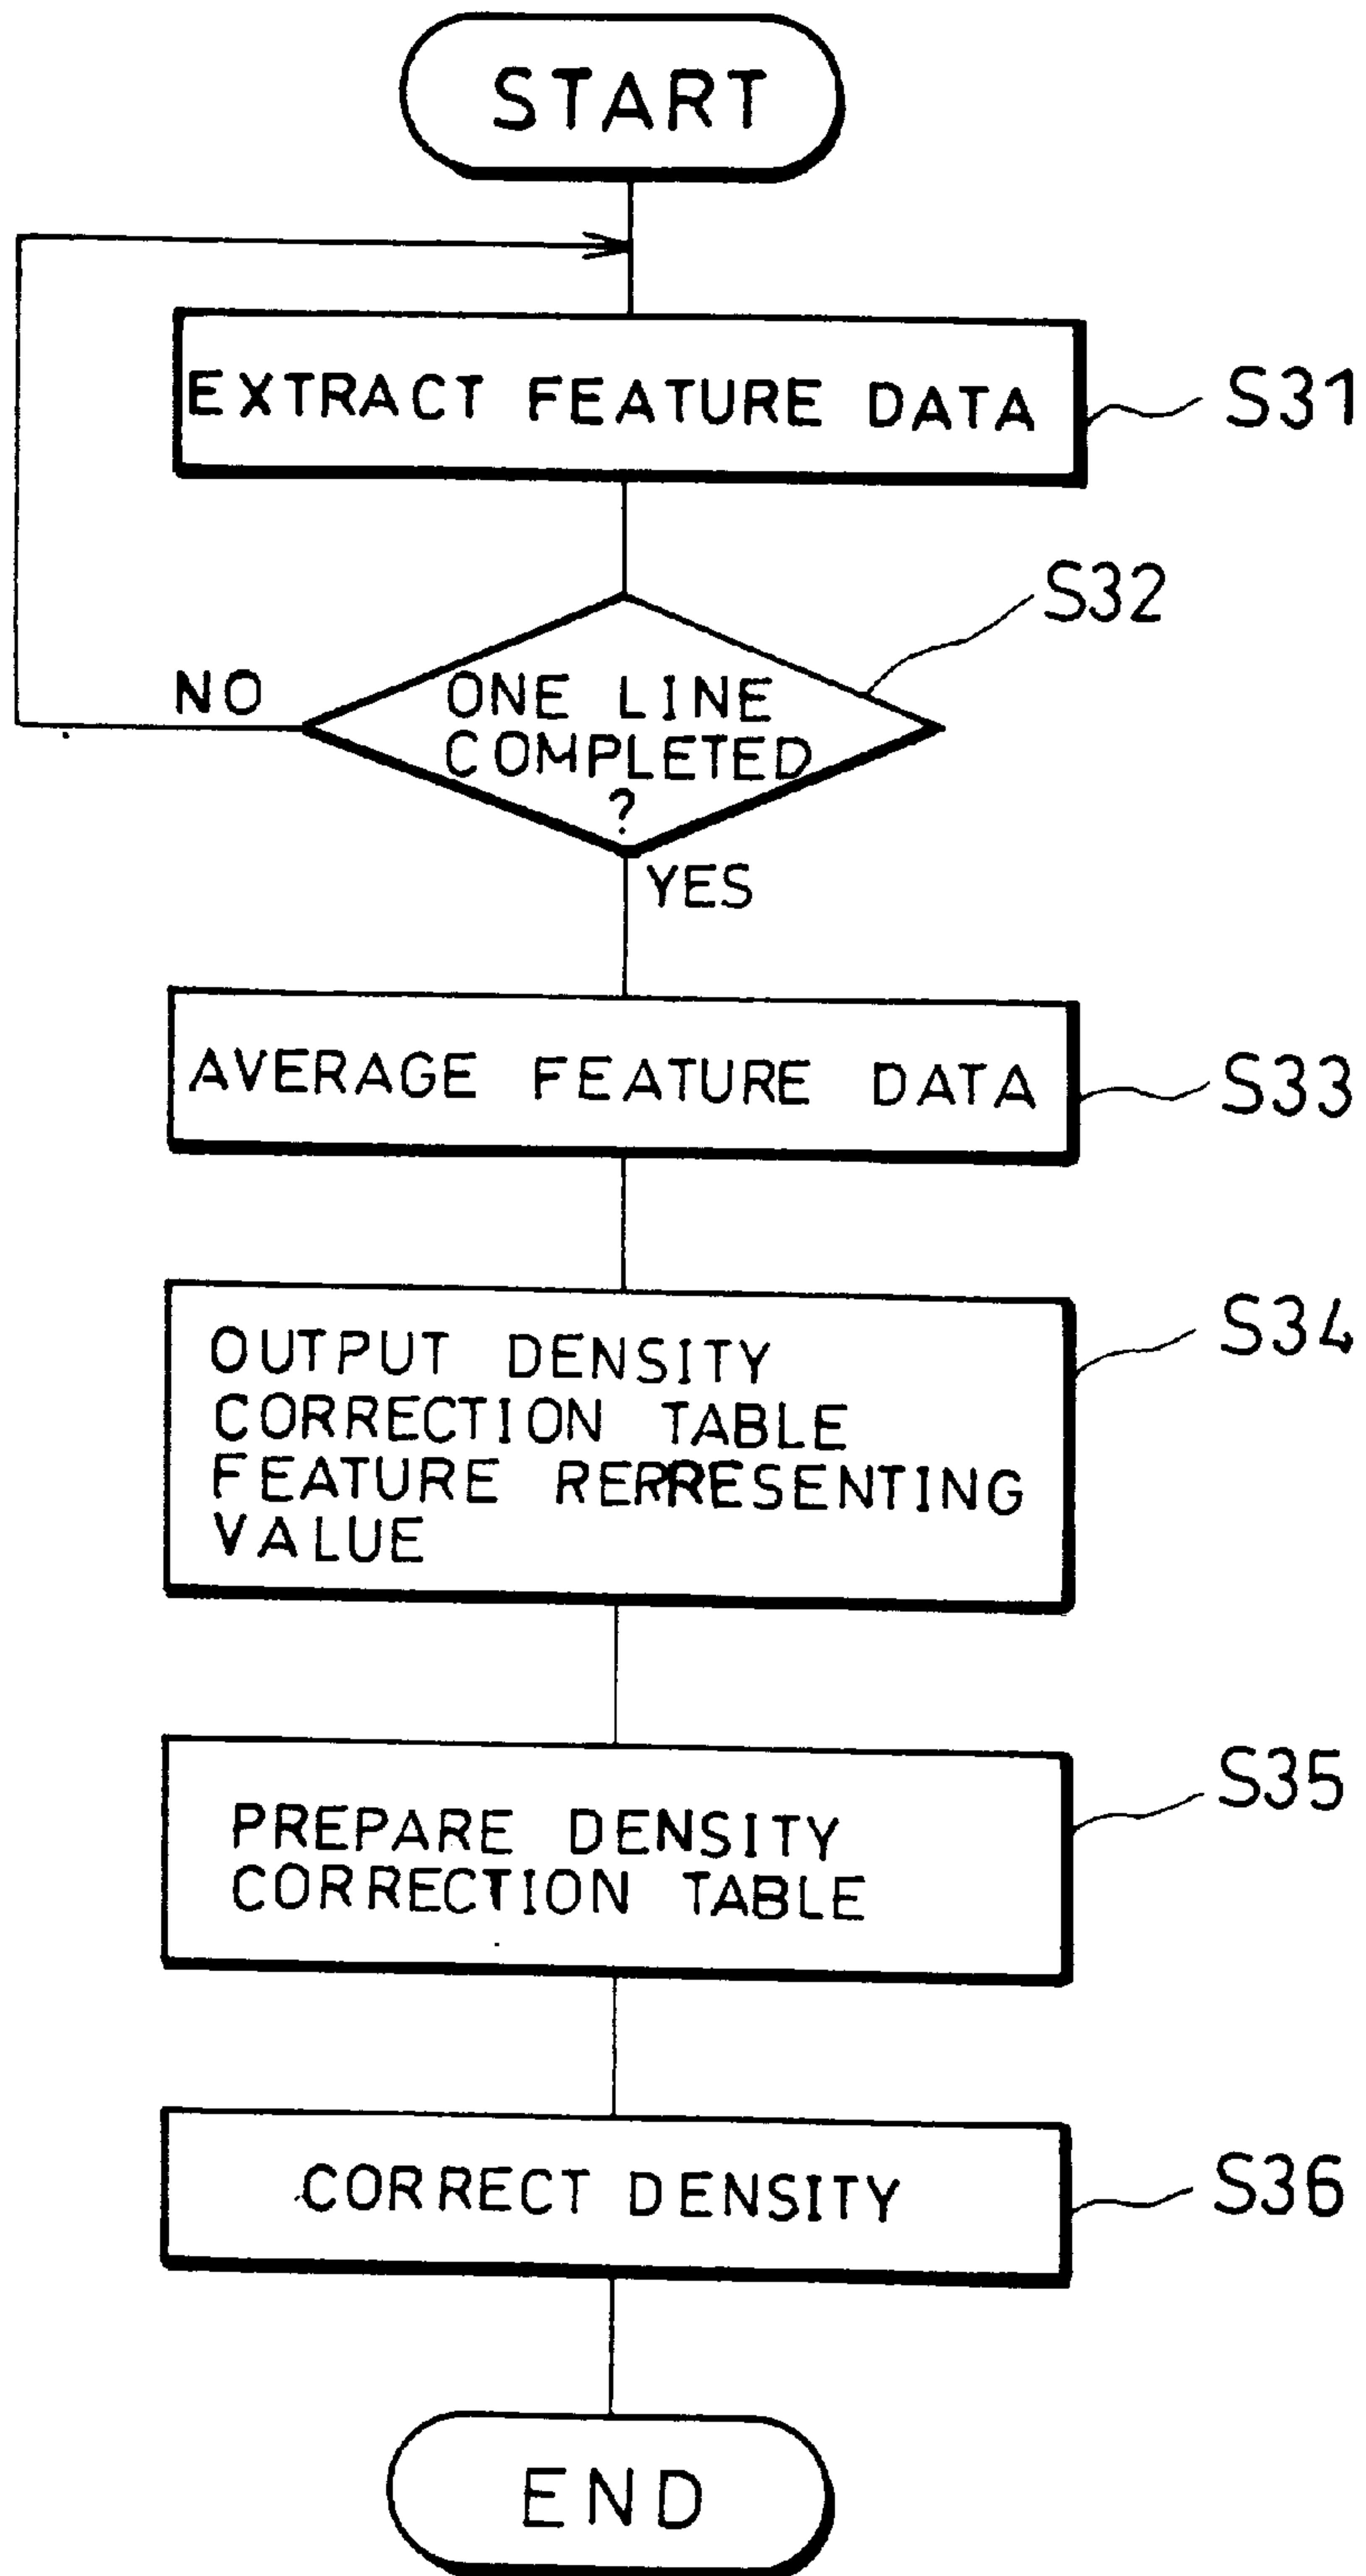 START
EXTRACT FEATURE DATA
S31
S32
NO
ONE LINE
COMPLETED
?
YES
AVERAGE FEATURE DATA
S33
OUTPUT DENSITY
CORRECTION TABLE
FEATURE REPRESENTING
VALUE
S34
PREPARE DENSITY
CORRECTION TABLE
S35
CORRECT DENSITY
S36
END